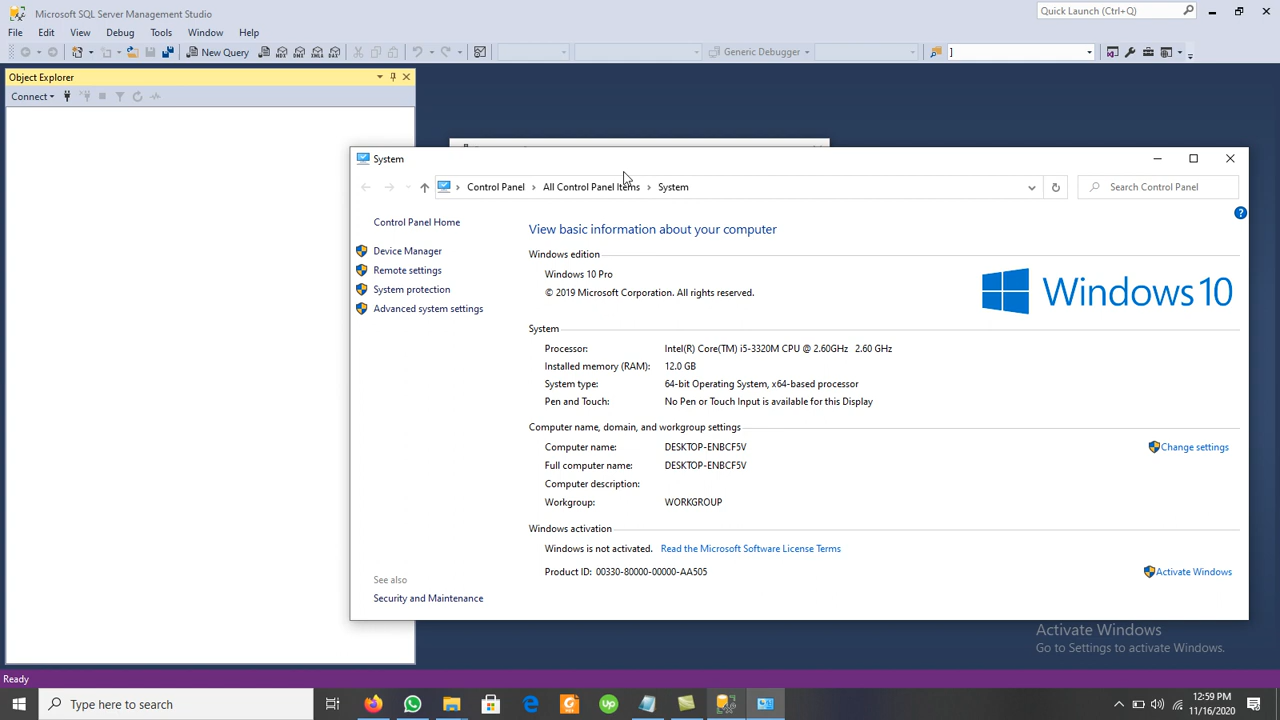 Microsoft SQL Server Management Studio
Quick Launch (Ctrl+Q)
File Edit View Debug Tools Window Help
New Query
MDX DMX XMLA DAX
Generic Debugger
]
Object Explorer
Connect
System
Control Panel > All Control Panel Items > System
Search Control Panel
Control Panel Home
Device Manager
Remote settings
System protection
Advanced system settings
See also
Security and Maintenance
View basic information about your computer
Windows edition
Windows 10 Pro
© 2019 Microsoft Corporation. All rights reserved.
Windows 10
System
Processor: Intel(R) Core(TM) i5-3320M CPU @ 2.60GHz 2.60 GHz
Installed memory (RAM): 12.0 GB
System type: 64-bit Operating System, x64-based processor
Pen and Touch: No Pen or Touch Input is available for this Display
Computer name, domain, and workgroup settings
Computer name: DESKTOP-ENBCF5V
Change settings
Full computer name: DESKTOP-ENBCF5V
Computer description:
Workgroup: WORKGROUP
Windows activation
Windows is not activated. Read the Microsoft Software License Terms
Product ID: 00330-80000-00000-AA505
Activate Windows
Activate Windows
Go to Settings to activate Windows.
Ready
Type here to search
up
12:59 PM
11/16/2020